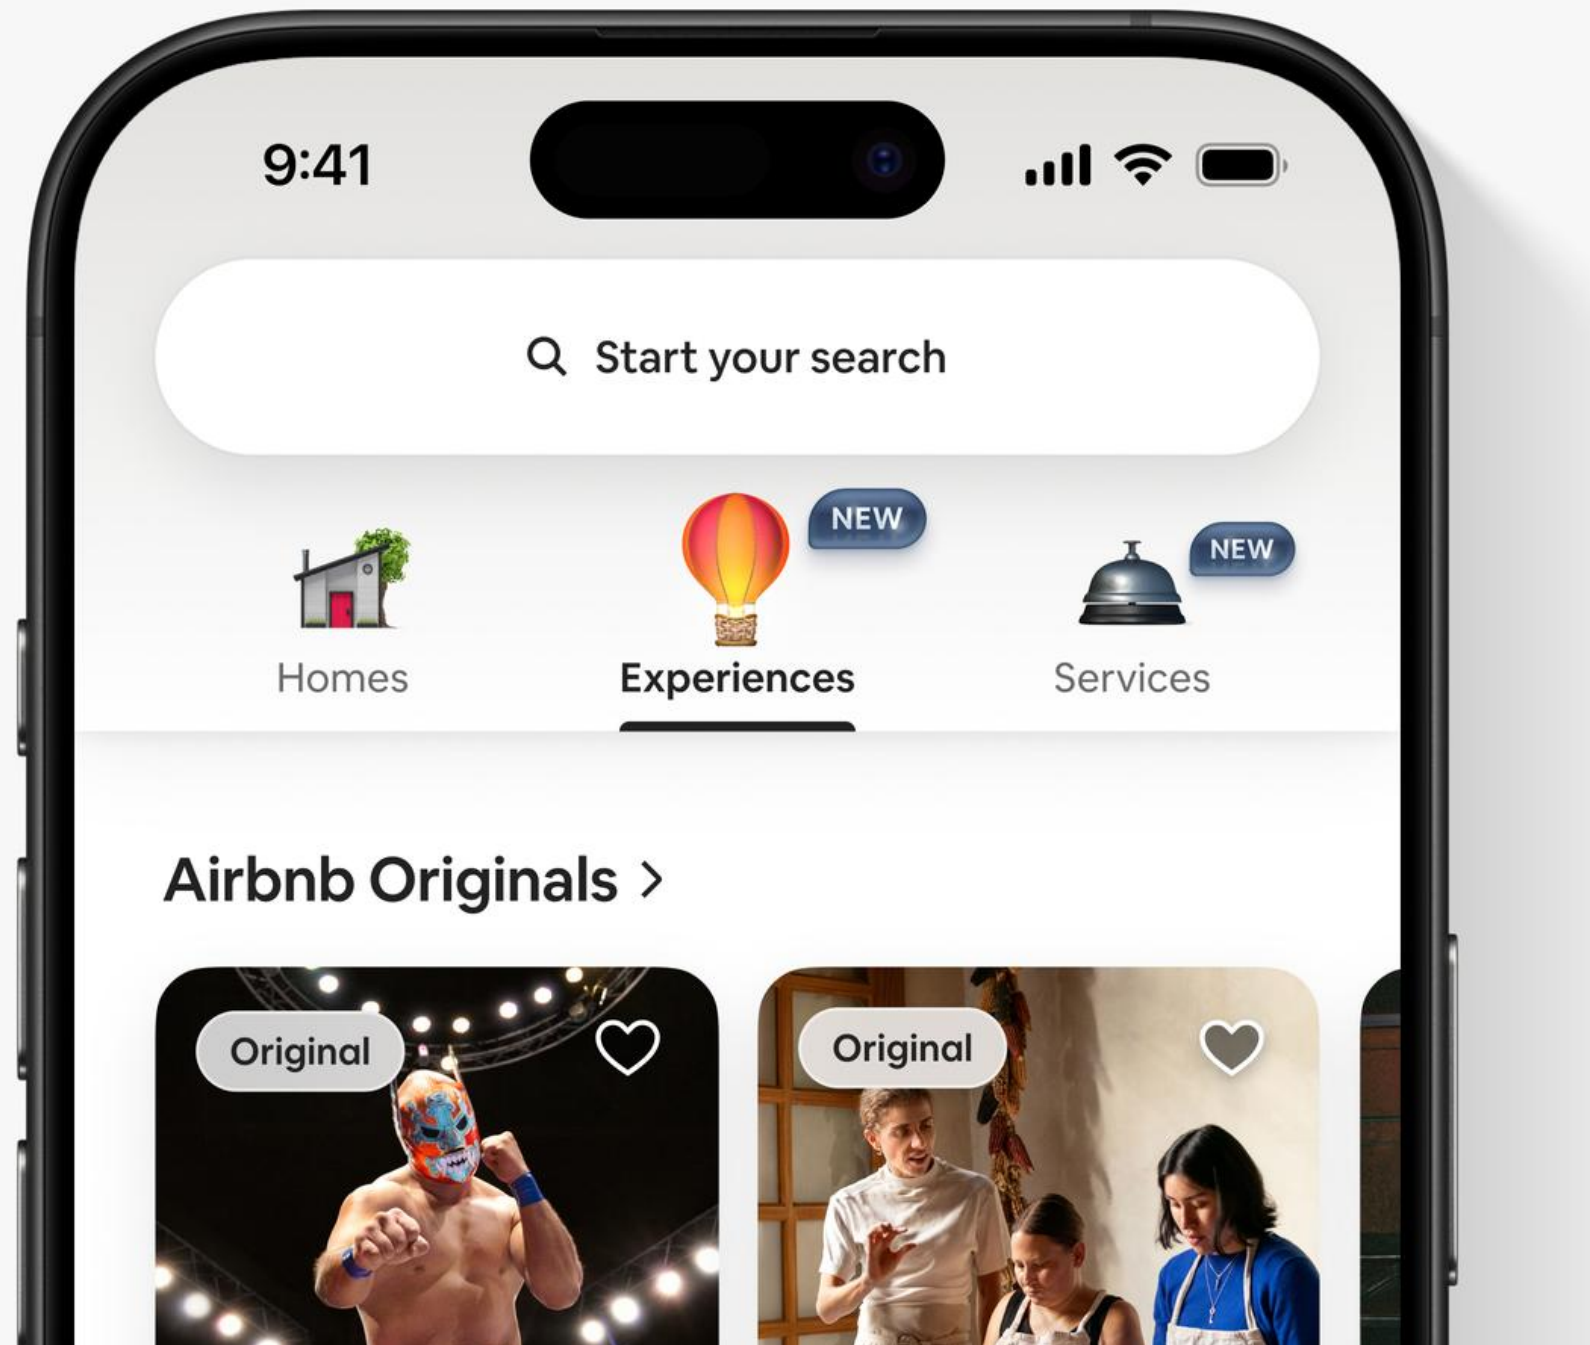 9:41
Start your search
NEW
NEW
Homes
Experiences
Services
Airbnb Originals
Original
Original